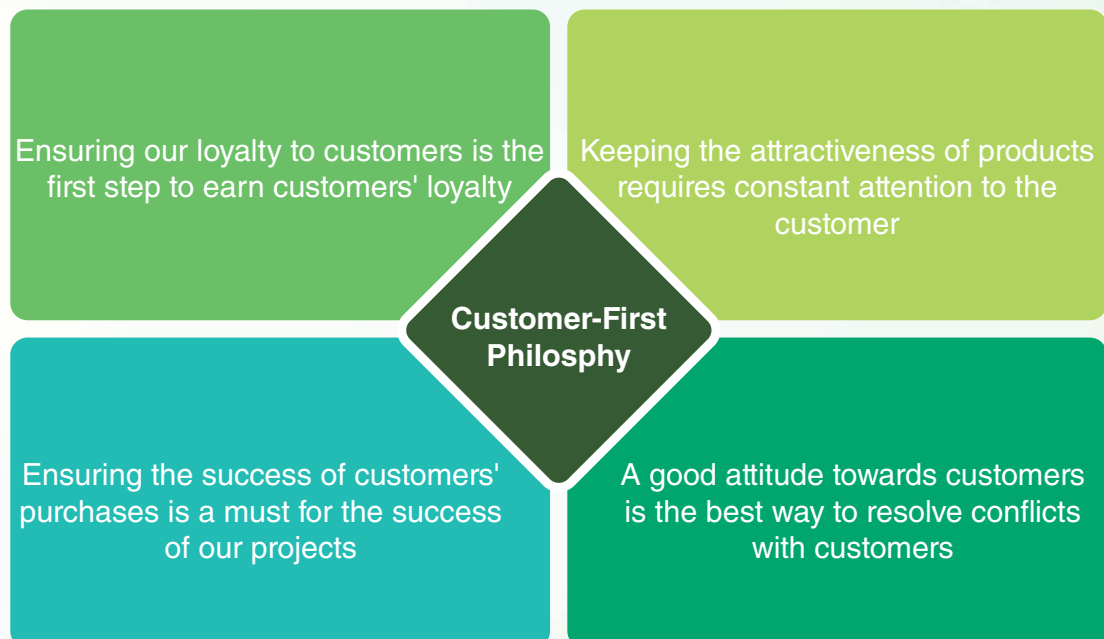 Ensuring our loyalty to customers is the
first step to earn customers' loyalty
Keeping the attractiveness of products
requires constant attention to the
customer
Customer-First
Philosphy
Ensuring the success of customers'
purchases is a must for the success
of our projects
A good attitude towards customers
is the best way to resolve conflicts
with customers